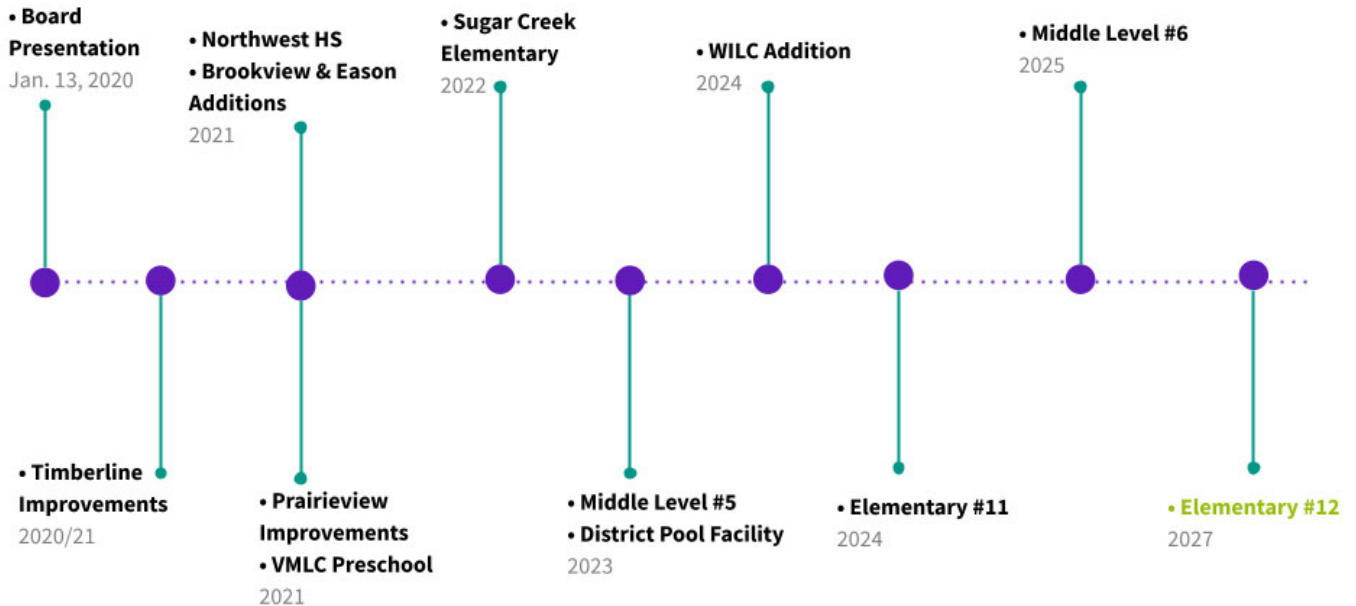 • Board
Presentation
Jan. 13, 2020
• Northwest HS
• Brookview & Eason
Additions
2021
• Sugar Creek
Elementary
2022
• WILC Addition
2024
• Middle Level #6
2025
• Timberline
Improvements
2020/21
• Prairieview
Improvements
• VMLC Preschool
2021
• Middle Level #5
• District Pool Facility
2023
• Elementary #11
2024
• Elementary #12
2027